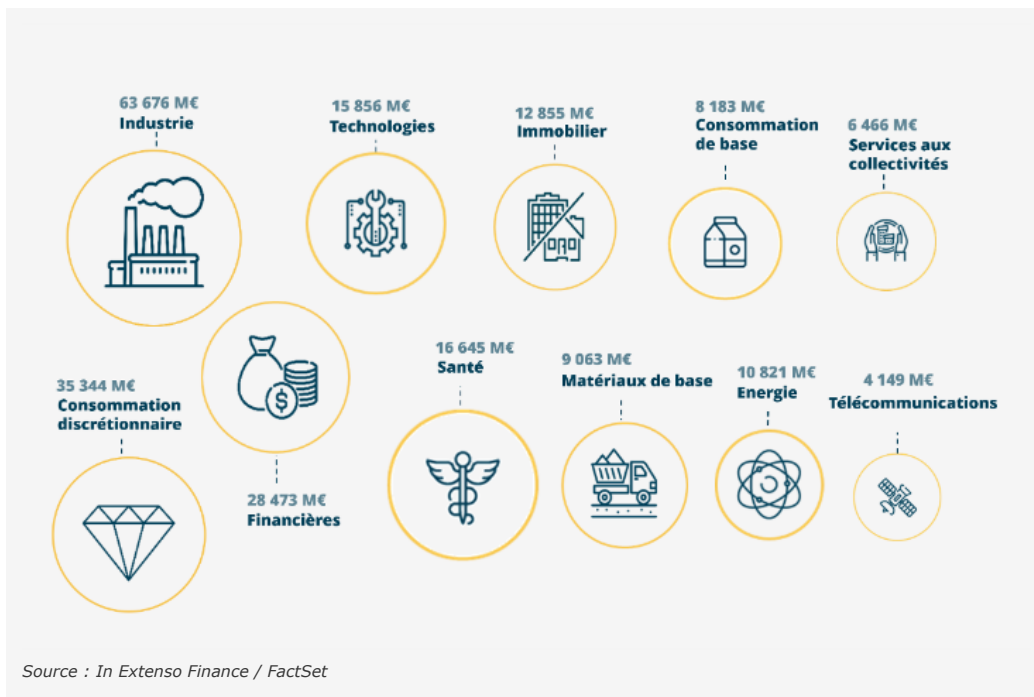 63 676 M€
Industrie
15 856 M€
Technologies
12 855 M€
Immobilier
8 183 M€
Consommation
de base
6 466 M€
Services aux
collectivités
35 344 M€
Consommation
discrétionnaire
28 473 M€
Financières
16 645 M€
Santé
9 063 M€
Matériaux de base
10 821 M€
Energie
4 149 M€
Télécommunications
$
Source : In Extenso Finance / FactSet